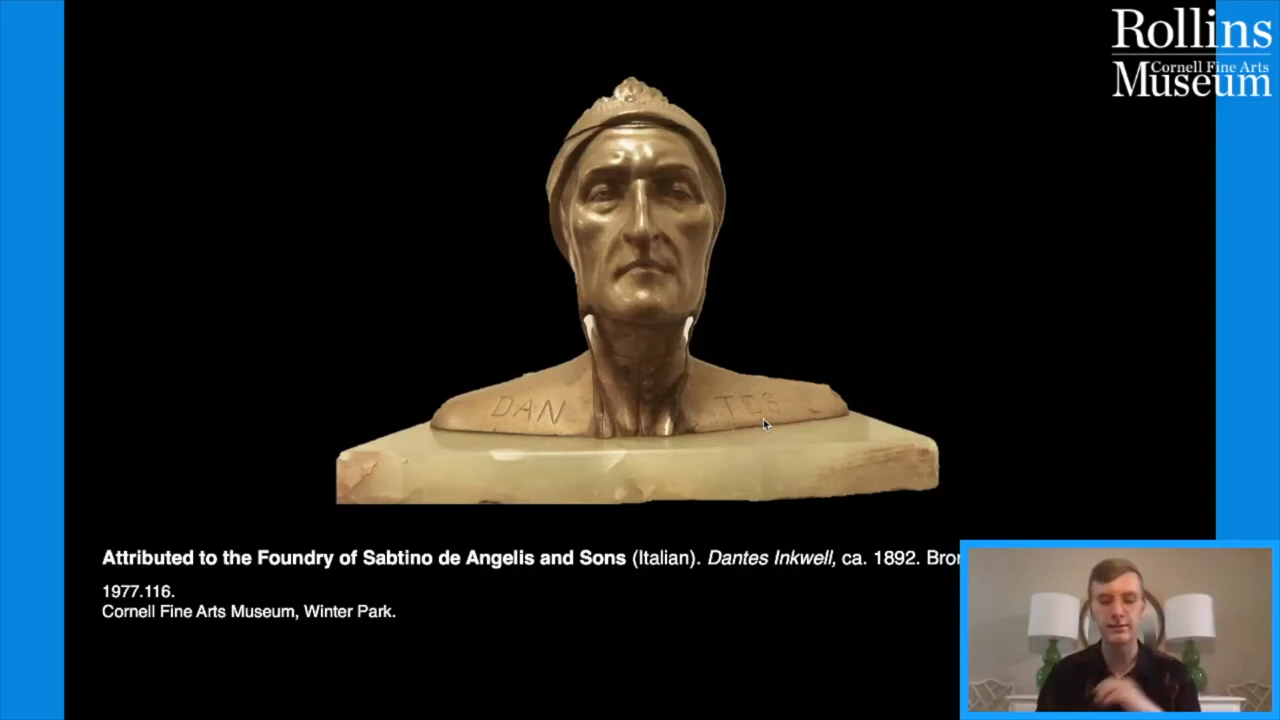 Rollins
Cornell Fine Arts
Museum
DAN TES
Attributed to the Foundry of Sabtino de Angelis and Sons (Italian). Dantes Inkwell, ca. 1892.
1977.116.
Cornell Fine Arts Museum, Winter Park.